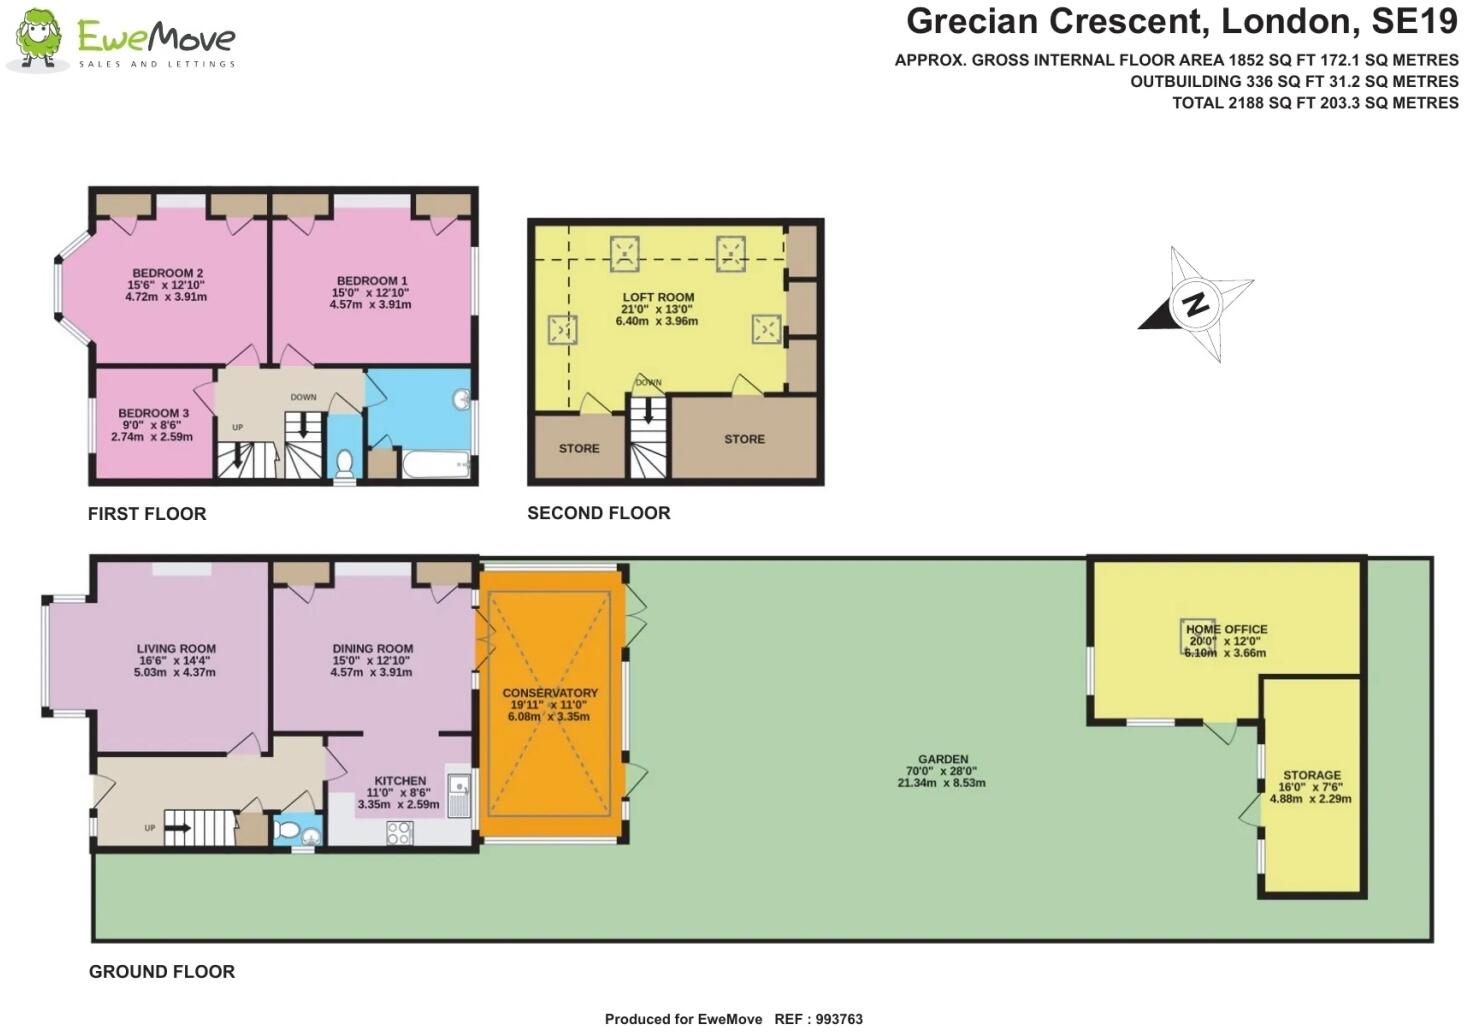 EweMove
SALES AND LETTINGS
Grecian Crescent, London, SE19
APPROX. GROSS INTERNAL FLOOR AREA 1852 SQ FT 172.1 SQ METRES
OUTBUILDING 336 SQ FT 31.2 SQ METRES
TOTAL 2188 SQ FT 203.3 SQ METRES
BEDROOM 2
15'6" x 12'10"
4.72m x 3.91m
BEDROOM 1
15'0" x 12'10"
4.57m x 3.91m
BEDROOM 3
9'0" x 8'6"
2.74m x 2.59m
DOWN
UP
FIRST FLOOR
LOFT ROOM
21'0" x 13'0"
6.40m x 3.96m
DOWN
STORE
STORE
SECOND FLOOR
N
LIVING ROOM
16'6" x 14'4"
5.03m x 4.37m
DINING ROOM
15'0" x 12'10"
4.57m x 3.91m
CONSERVATORY
19'11" x 11'0"
6.08m x 3.35m
KITCHEN
11'0" x 8'6"
3.35m x 2.59m
UP
GARDEN
70'0" x 28'0"
21.34m x 8.53m
HOME OFFICE
20'0" x 12'0"
6.10m x 3.66m
STORAGE
16'0" x 7'6"
4.88m x 2.29m
GROUND FLOOR
Produced for EweMove REF : 993763